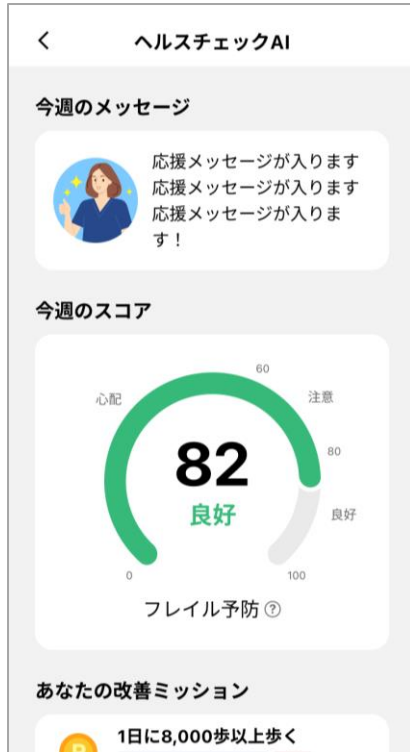 ヘルスチェックAI
今週のメッセージ
応援メッセージが入ります
応援メッセージが入ります
応援メッセージが入りま
す！
今週のスコア
60
心配
注意
82
80
良好
良好
0
100
フレイル予防 ?
あなたの改善ミッション
1日に8,000歩以上歩く
P